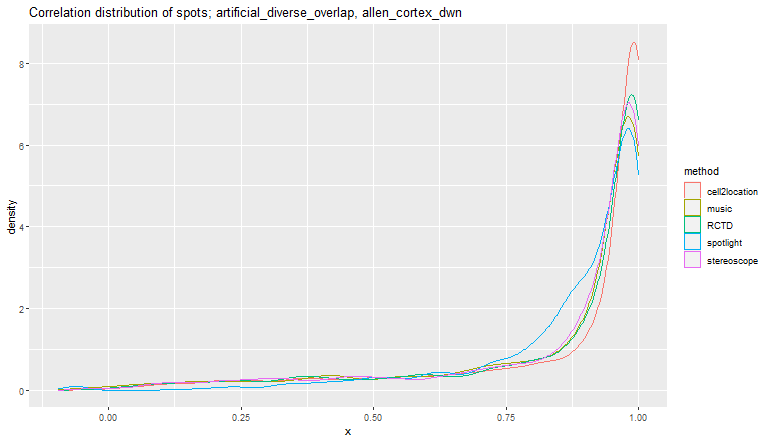 Correlation distribution of spots; artificial_diverse_overlap, allen_cortex_dwn
8
6
4
2
0
density
0.00
0.25
0.50
0.75
1.00
x
method
cell2location
music
RCTD
spotlight
stereoscope